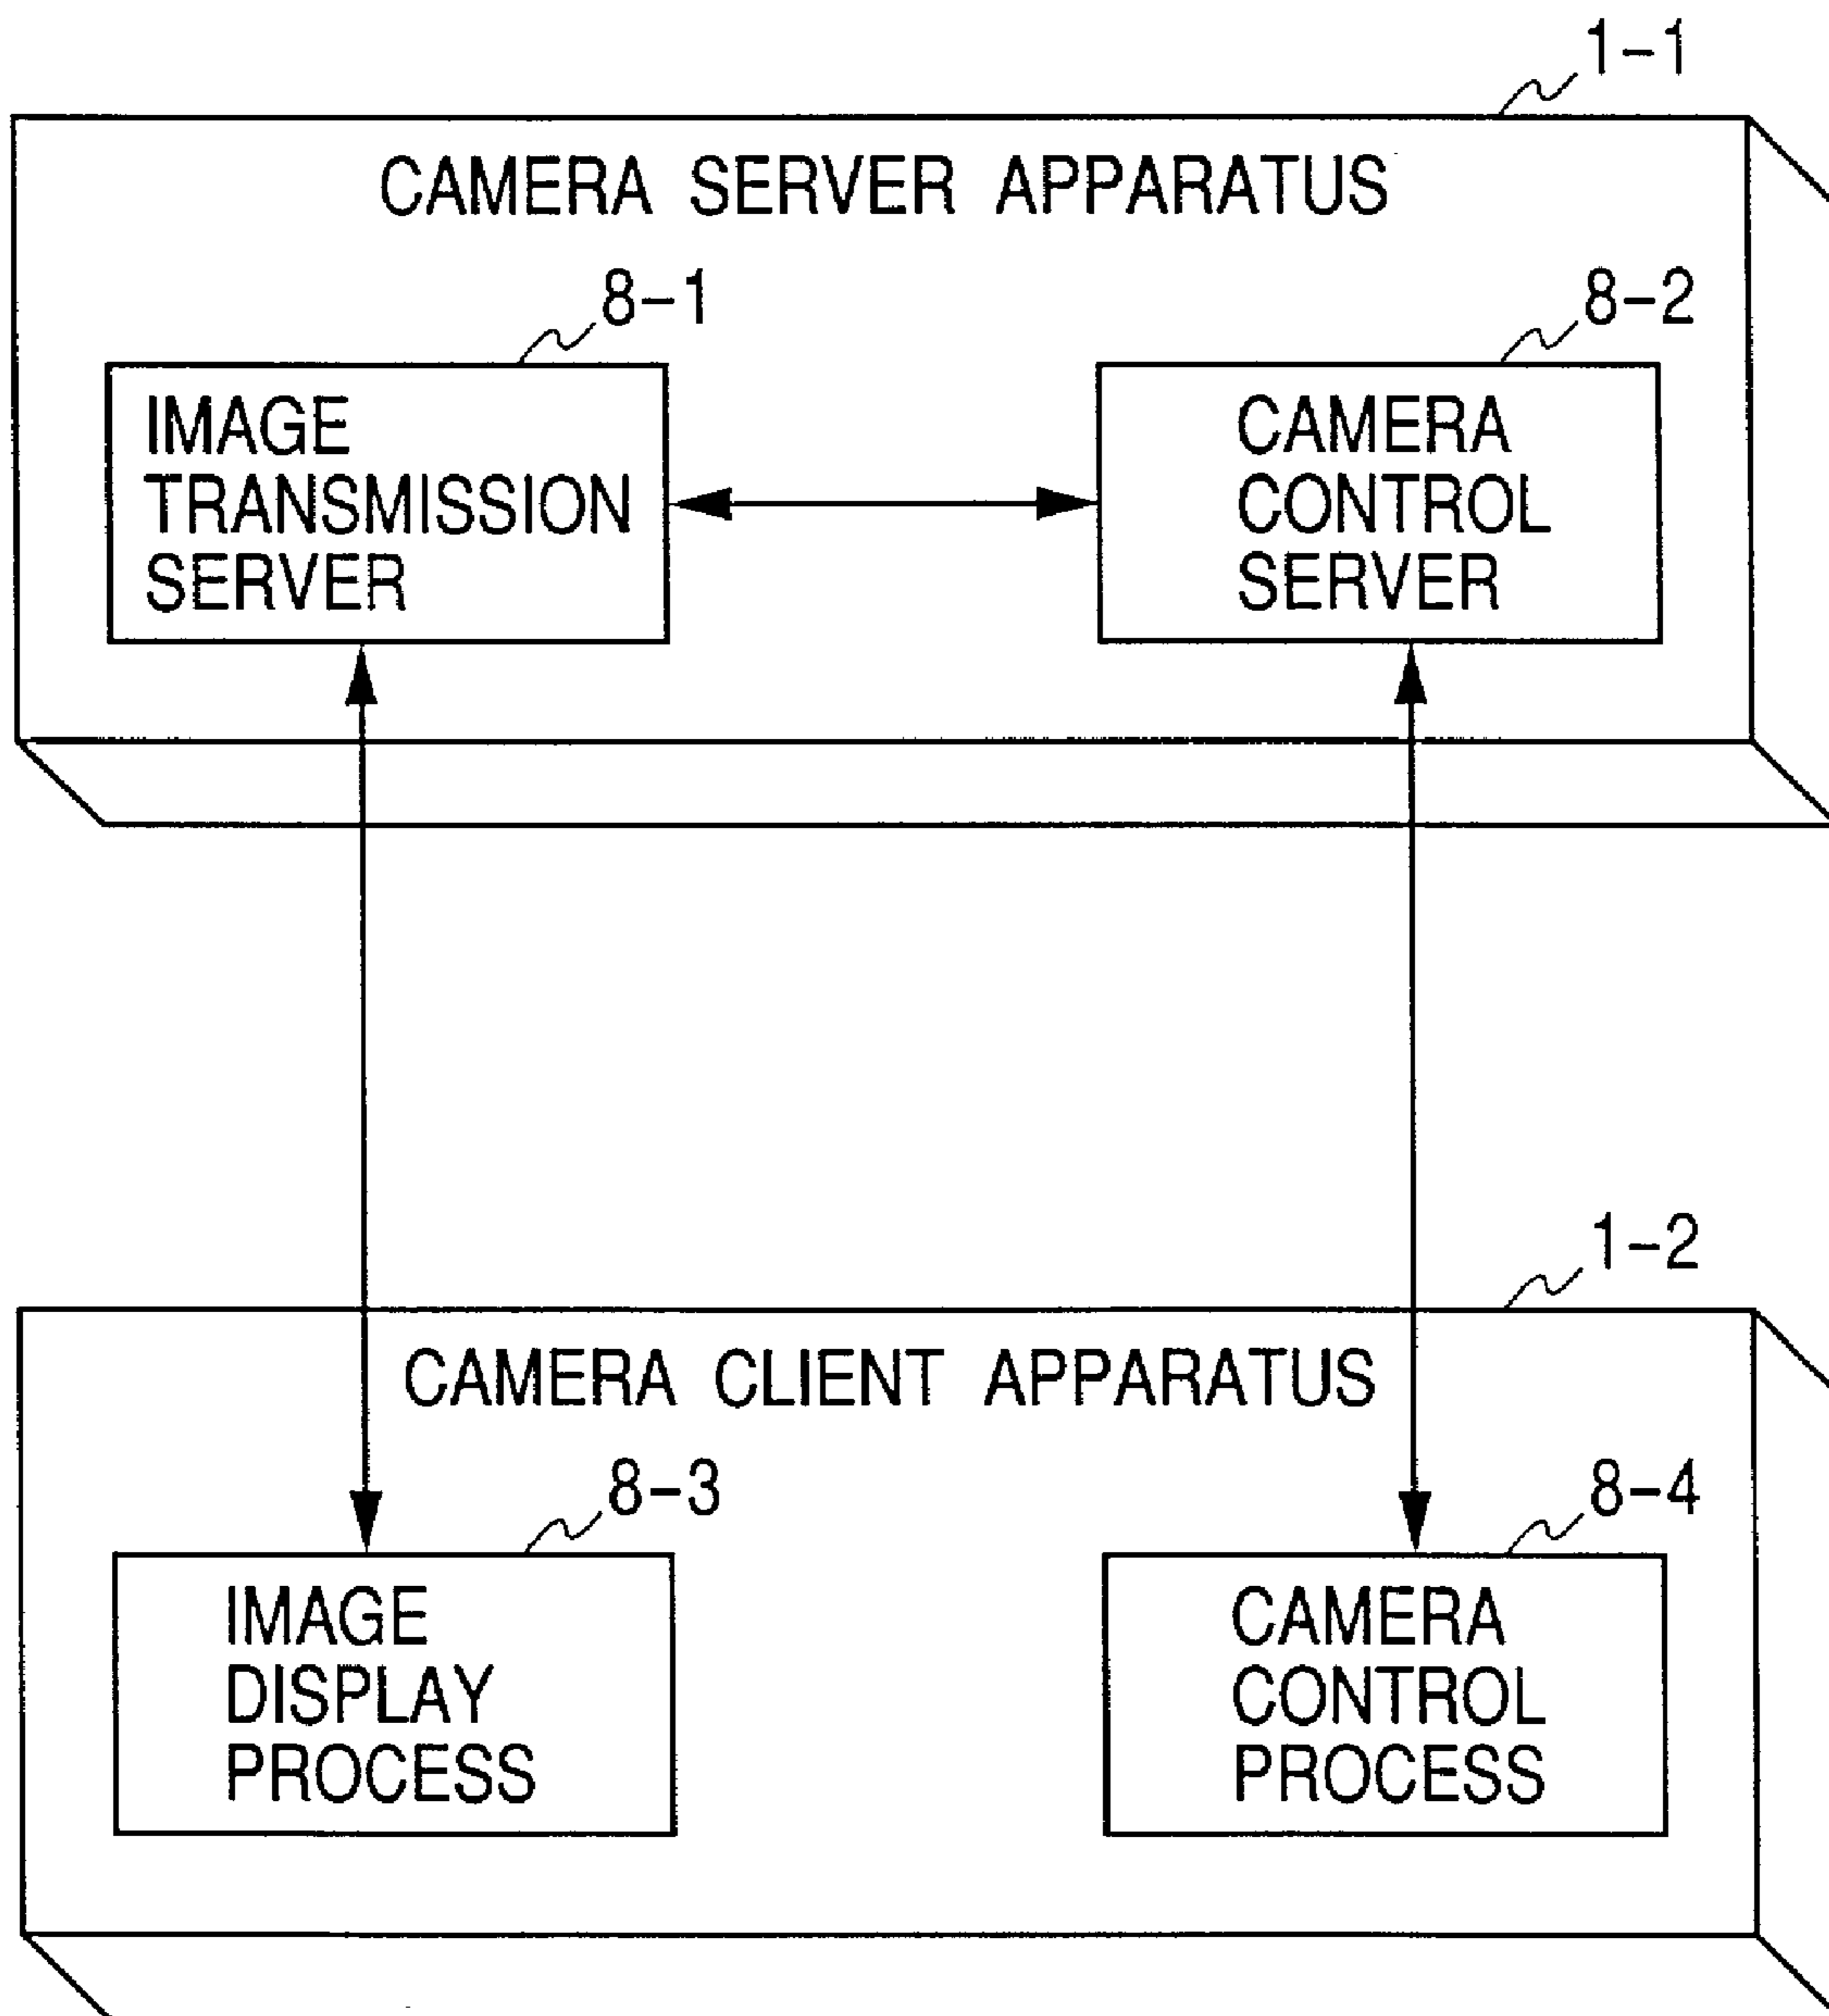 1-1
CAMERA SERVER APPARATUS
8-1
8-2
IMAGE
TRANSMISSION
SERVER
CAMERA
CONTROL
SERVER
1-2
CAMERA CLIENT APPARATUS
8-3
8-4
IMAGE
DISPLAY
PROCESS
CAMERA
CONTROL
PROCESS